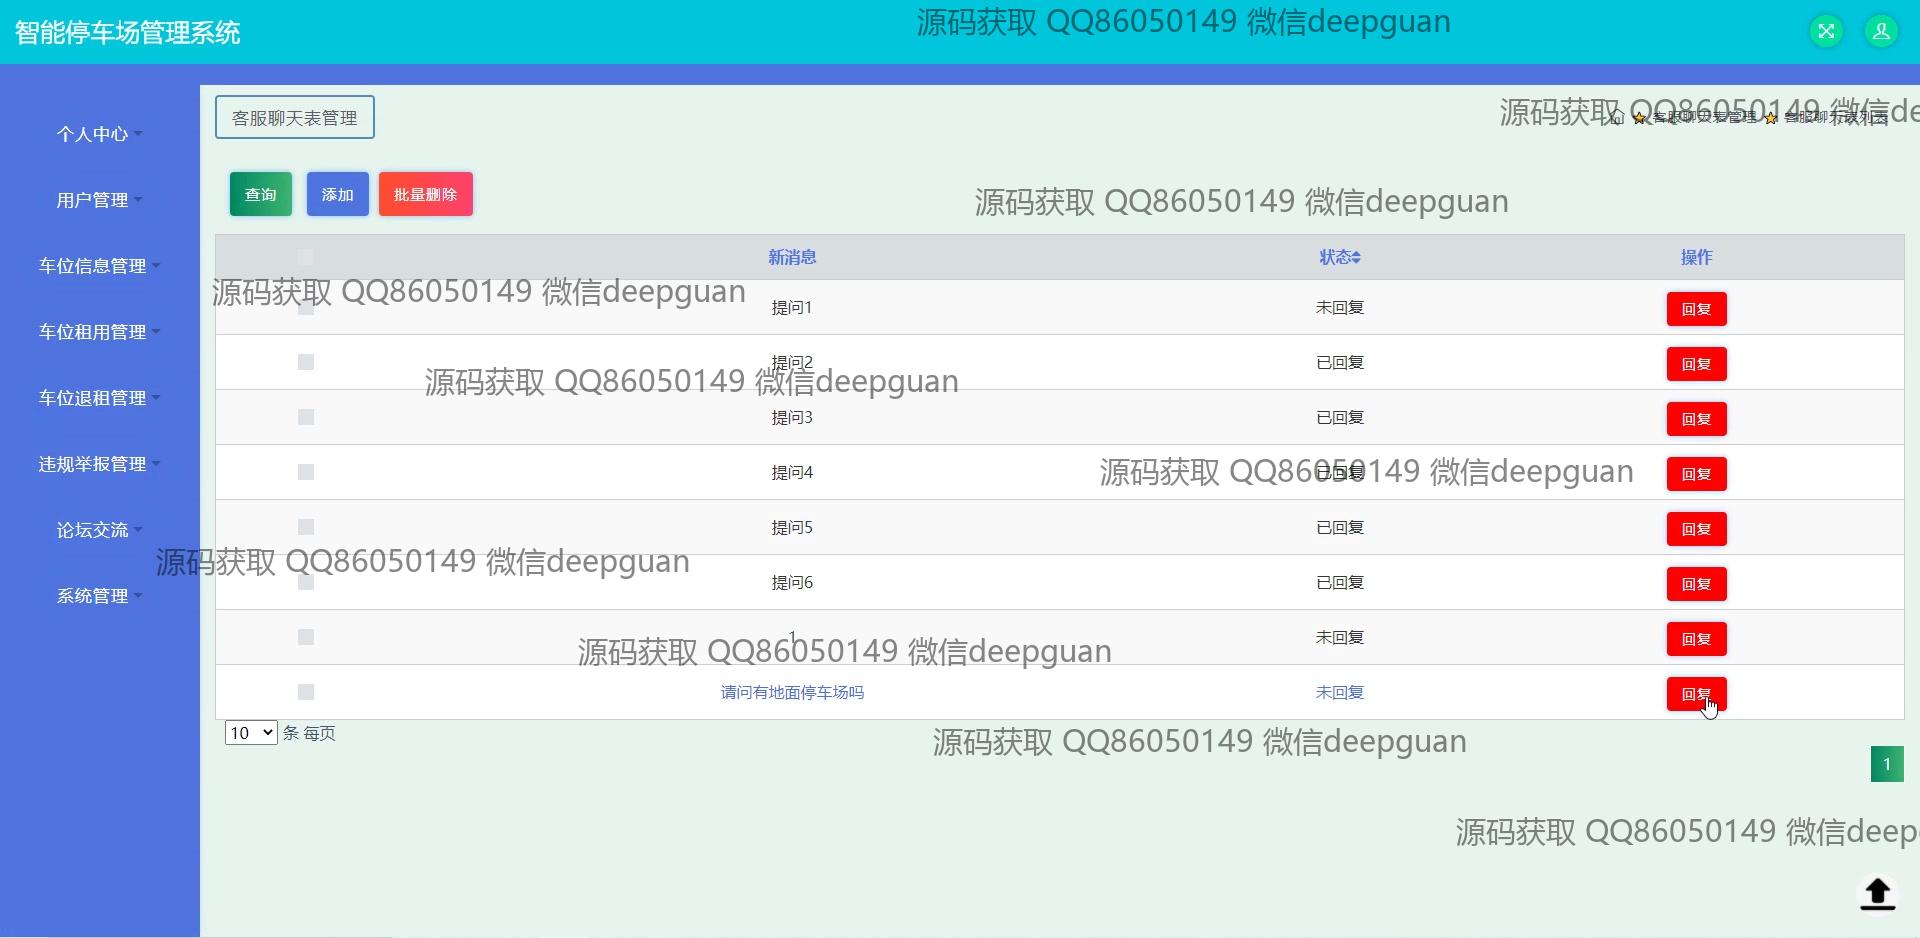 智能停车场管理系统
源码获取 QQ86050149 微信deepguan
个人中心
用户管理
车位信息管理
车位租用管理
车位退租管理
违规举报管理
论坛交流
系统管理
客服聊天表管理
源码获取 QQ86050149 微信de
客服聊天表管理 客服聊天表列表
查询 添加 批量删除
源码获取 QQ86050149 微信deepguan
新消息 状态 操作
源码获取 QQ86050149 微信deepguan
提问1 未回复 回复
提问2 已回复 回复
源码获取 QQ86050149 微信deepguan
提问3 已回复 回复
提问4 已回复 回复
源码获取 QQ86050149 微信deepguan
提问5 已回复 回复
源码获取 QQ86050149 微信deepguan
提问6 已回复 回复
1 未回复 回复
源码获取 QQ86050149 微信deepguan
请问有地面停车场吗 未回复 回复
10 条 每页
源码获取 QQ86050149 微信deepguan
1
源码获取 QQ86050149 微信deep